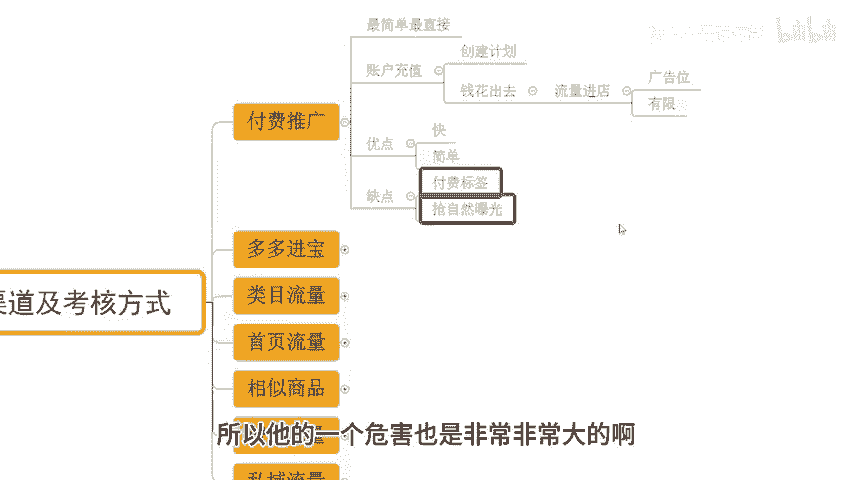 最简单最直接
创建计划
账户充值
广告位
钱花出去
流量进店
有限
付费推广
快
优点
简单
付费标签
缺点
抢自然曝光
多多进宝
类目流量
渠道及考核方式
首页流量
相似商品
所以他的一个危害也是非常非常大的啊
私域流量
bilibili